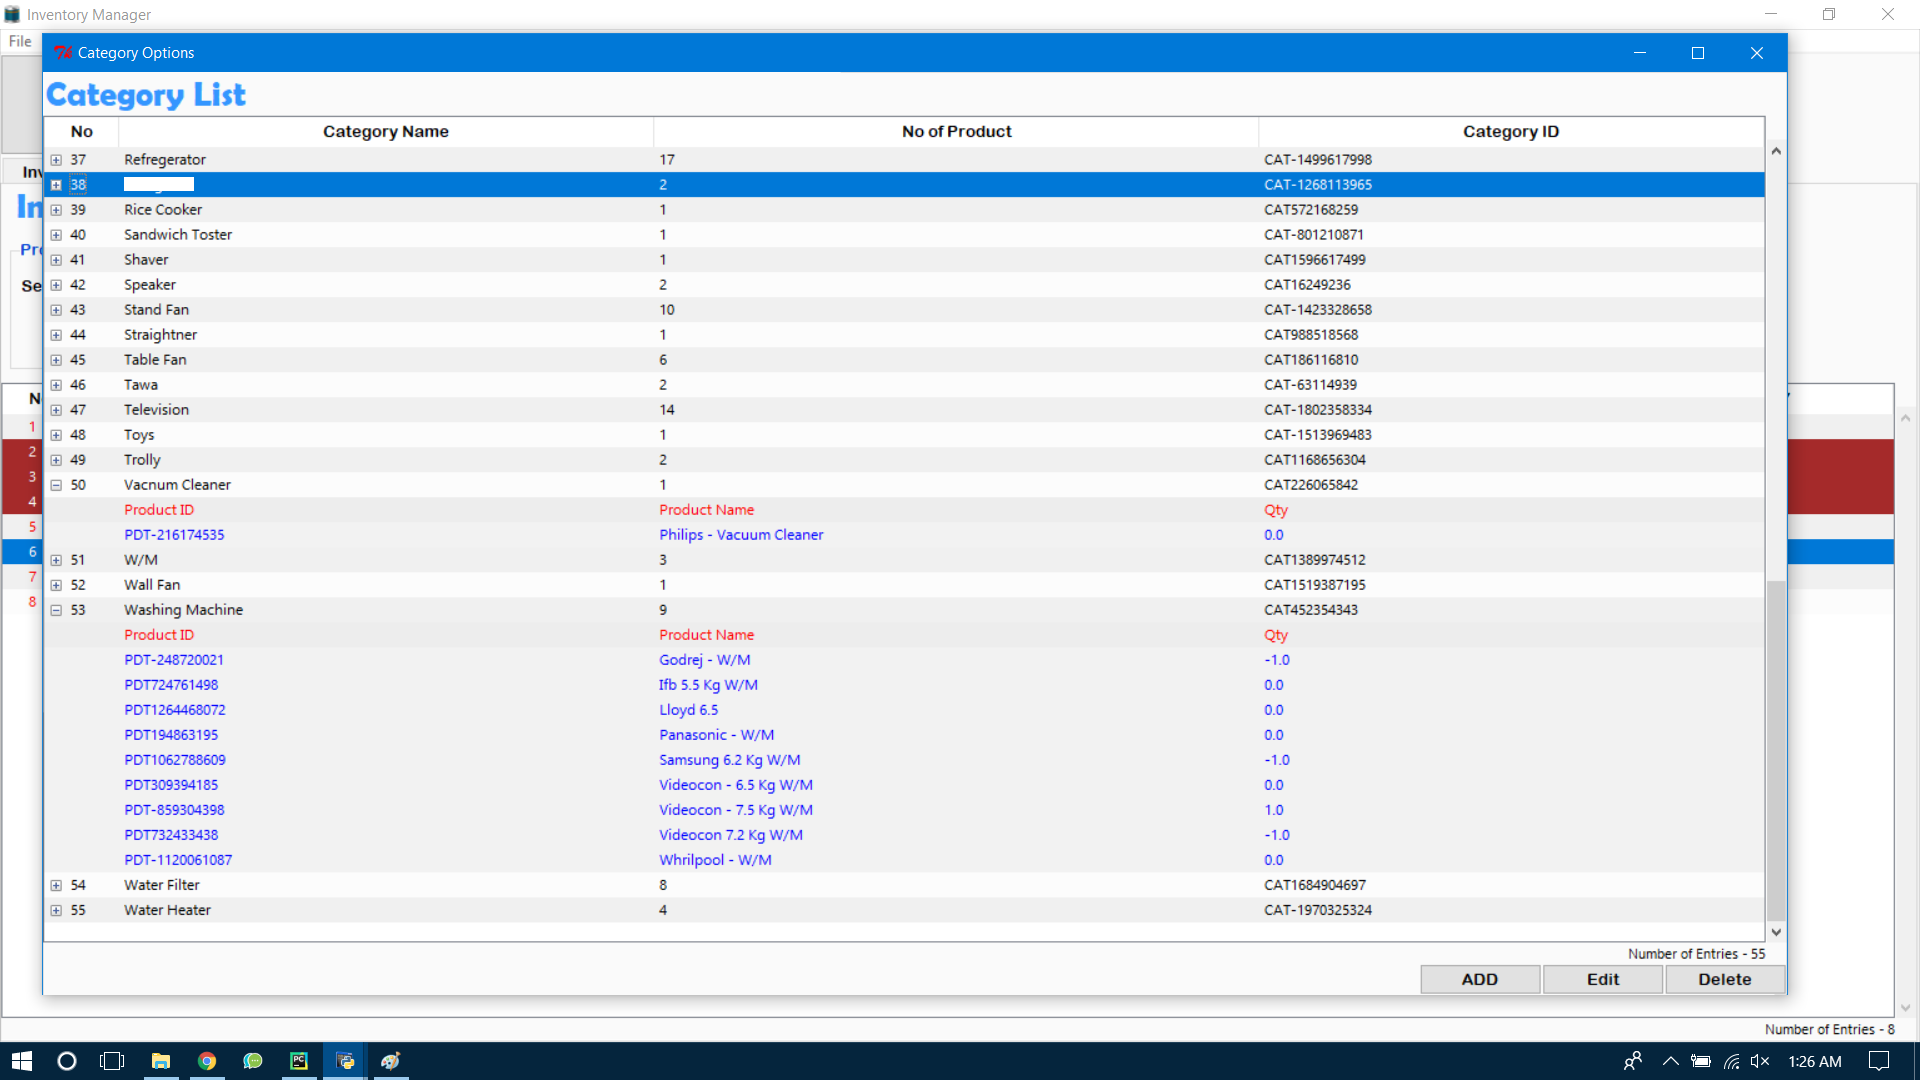 Inventory Manager
File
Category Options
Category List
No Category Name No of Product Category ID
37 Refregerator 17 CAT-1499617998
38 2 CAT-1268113965
39 Rice Cooker 1 CAT572168259
40 Sandwich Toster 1 CAT-801210871
41 Shaver 1 CAT1596617499
42 Speaker 2 CAT16249236
43 Stand Fan 10 CAT-1423328658
44 Straightner 1 CAT988518568
45 Table Fan 6 CAT186116810
46 Tawa 2 CAT-63114939
47 Television 14 CAT-1802358334
48 Toys 1 CAT-1513969483
49 Trolly 2 CAT1168656304
50 Vacnum Cleaner 1 CAT226065842
Product ID Product Name Qty
PDT-216174535 Philips - Vacuum Cleaner 0.0
51 W/M 3 CAT1389974512
52 Wall Fan 1 CAT1519387195
53 Washing Machine 9 CAT452354343
Product ID Product Name Qty
PDT-248720021 Godrej - W/M -1.0
PDT724761498 Ifb 5.5 Kg W/M 0.0
PDT1264468072 Lloyd 6.5 0.0
PDT194863195 Panasonic - W/M 0.0
PDT1062788609 Samsung 6.2 Kg W/M -1.0
PDT309394185 Videocon - 6.5 Kg W/M 0.0
PDT-859304398 Videocon - 7.5 Kg W/M 1.0
PDT732433438 Videocon 7.2 Kg W/M -1.0
PDT-1120061087 Whrilpool - W/M 0.0
54 Water Filter 8 CAT1684904697
55 Water Heater 4 CAT-1970325324
Number of Entries - 55
ADD Edit Delete
Inv
In
Pro
Se
N
1
2
3
4
5
6
7
8
Number of Entries - 8
1:26 AM